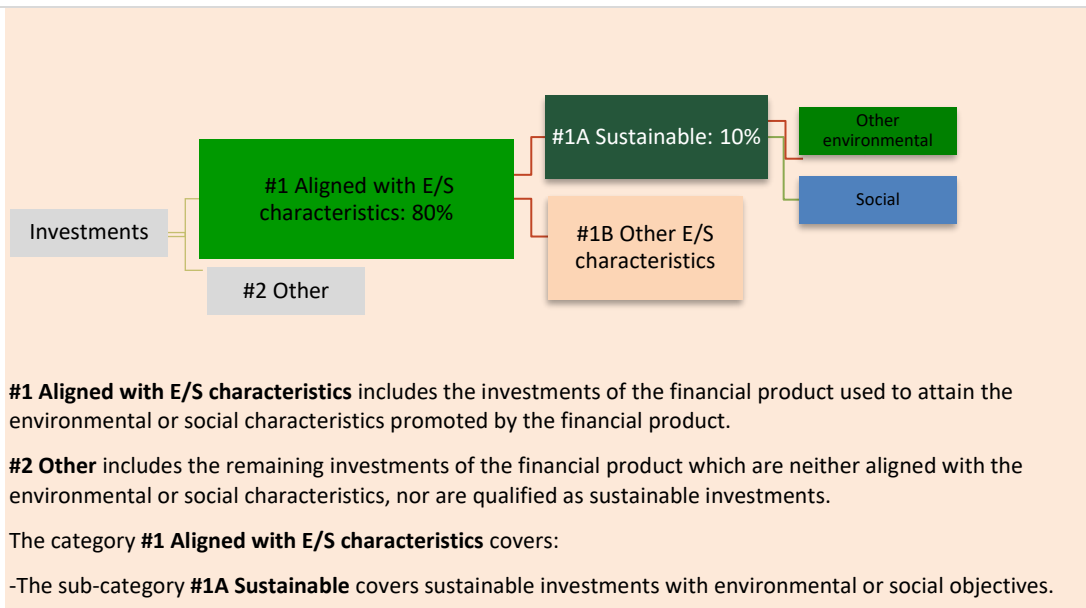 Investments
#1 Aligned with E/S
characteristics: 80%
#2 Other
#1A Sustainable: 10%
#1B Other E/S
characteristics
Other
environmental
Social
#1 Aligned with E/S characteristics includes the investments of the financial product used to attain the
environmental or social characteristics promoted by the financial product.
#2 Other includes the remaining investments of the financial product which are neither aligned with the
environmental or social characteristics, nor are qualified as sustainable investments.
The category #1 Aligned with E/S characteristics covers:
-The sub-category #1A Sustainable covers sustainable investments with environmental or social objectives.